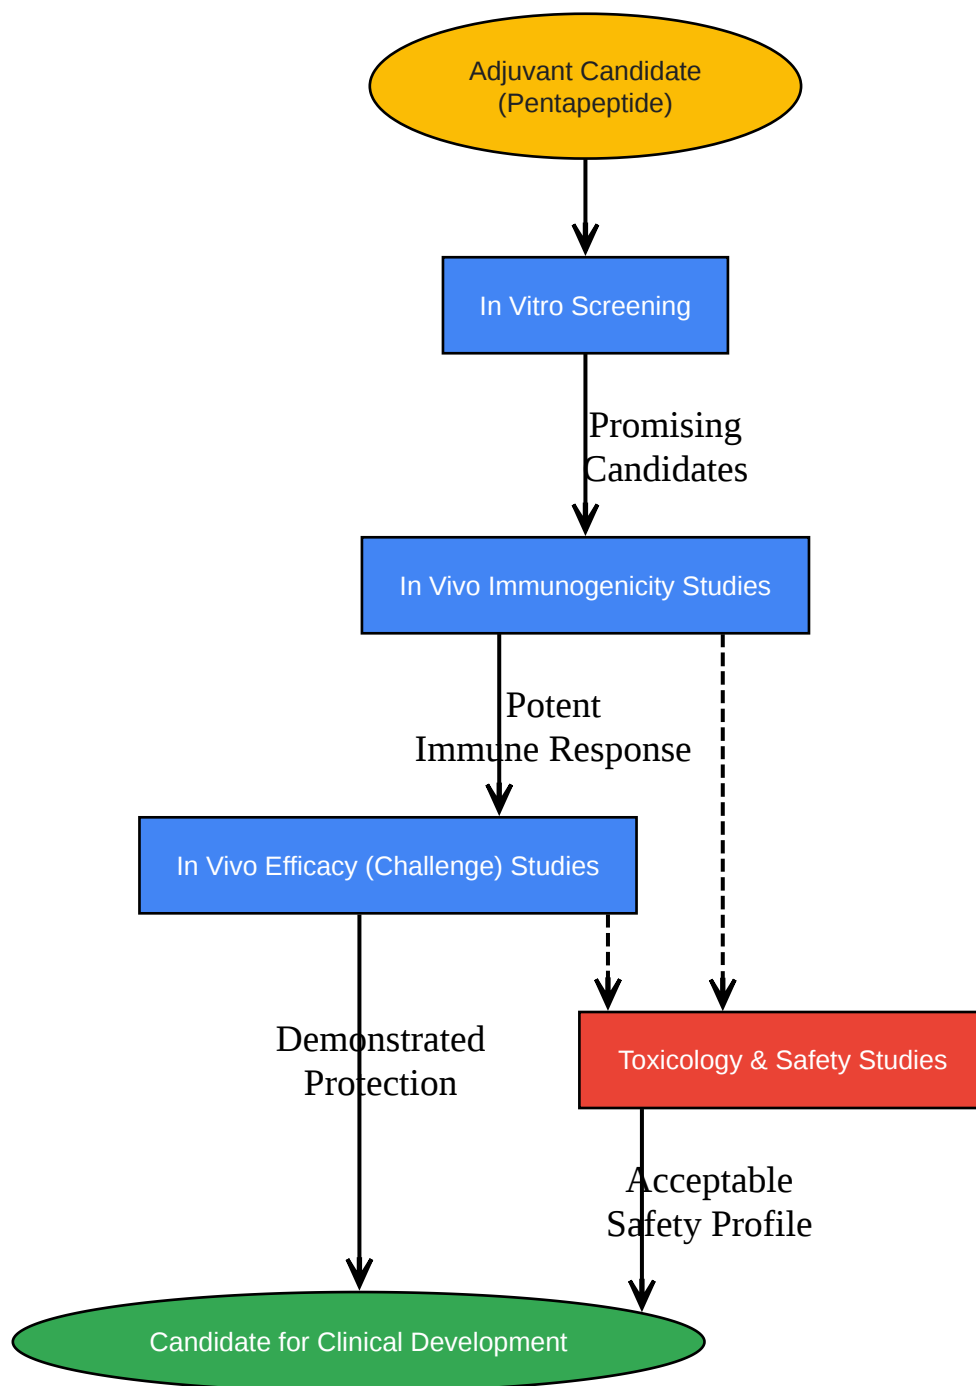 Adjuvant Candidate
(Pentapeptide)
In Vitro Screening
Promising
Candidates
In Vivo Immunogenicity Studies
Potent
Immune Response
In Vivo Efficacy (Challenge) Studies
Demonstrated
Protection
Toxicology & Safety Studies
Acceptable
Safety Profile
Candidate for Clinical Development